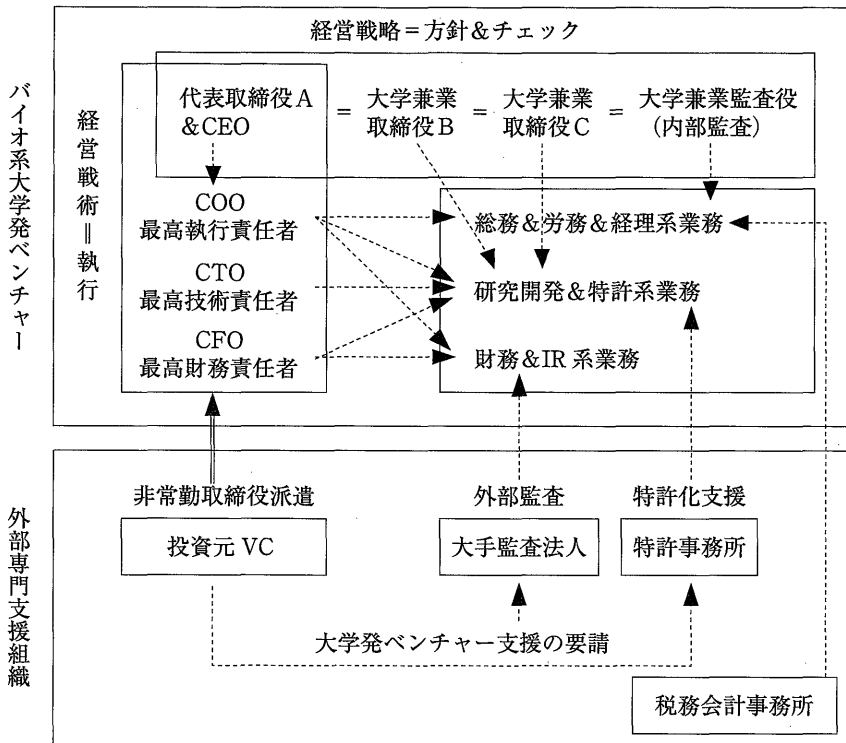 経営戦略＝方針＆チェック
バイオ系大学発ベンチャー
経営戦術＝執行
代表取締役A
＆CEO
＝
大学兼業
取締役B
＝
大学兼業
取締役C
＝
大学兼業監査役
（内部監査）
COO
最高執行責任者
CTO
最高技術責任者
CFO
最高財務責任者
総務＆労務＆経理系業務
研究開発＆特許系業務
財務＆IR系業務
外部専門支援組織
非常勤取締役派遣
投資元VC
外部監査
大手監査法人
特許化支援
特許事務所
大学発ベンチャー支援の要請
税務会計事務所